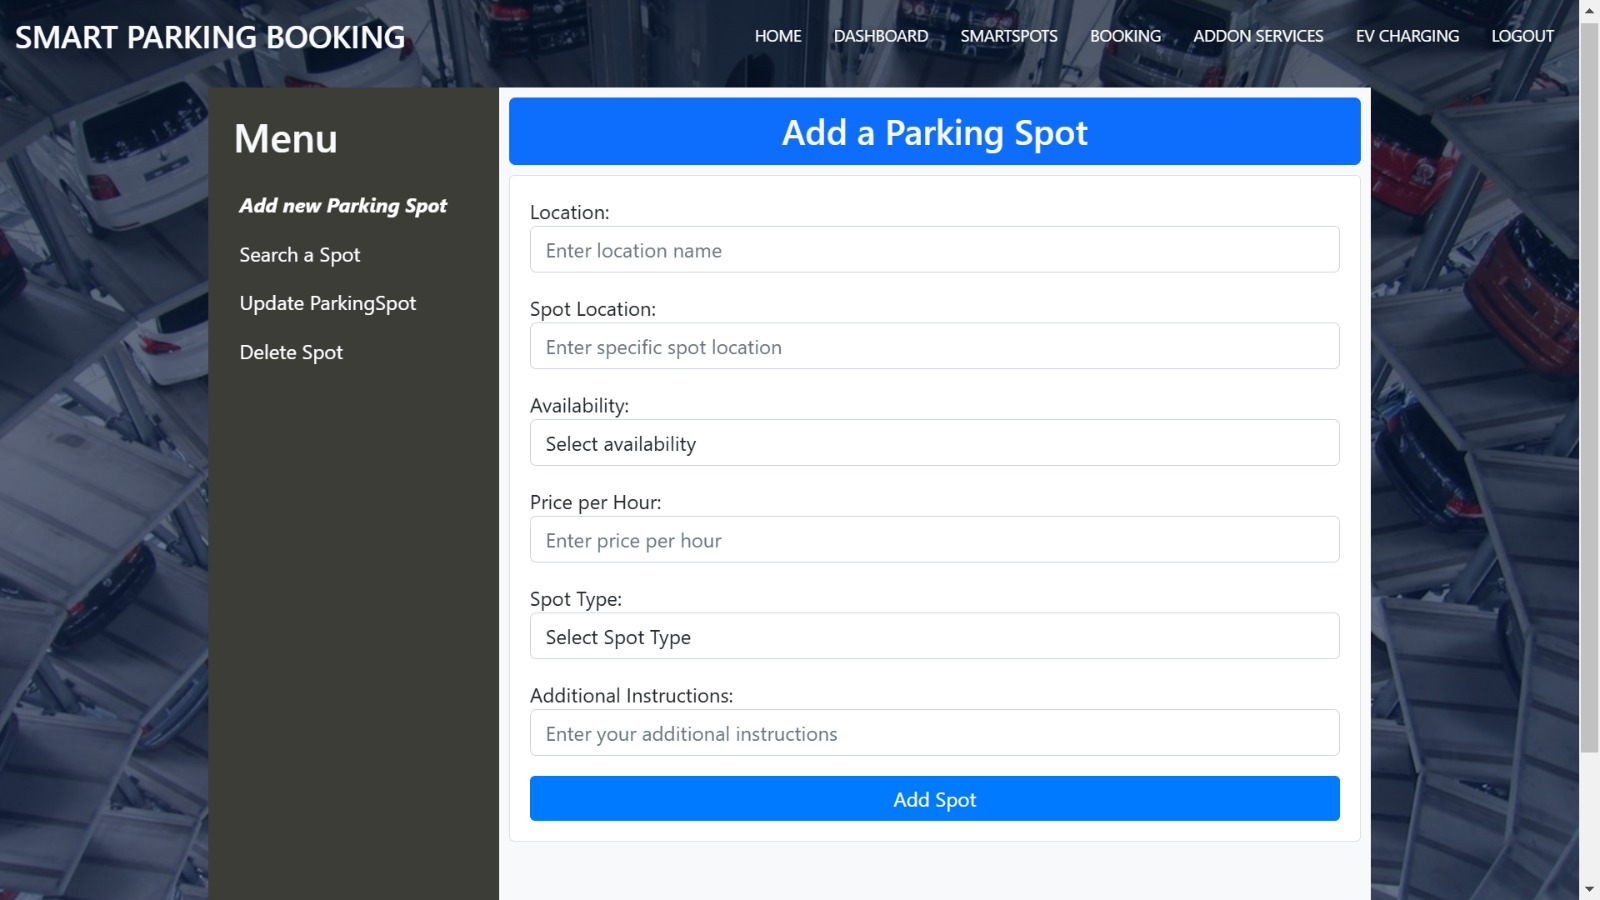 SMART PARKING BOOKING
HOME DASHBOARD SMARTSPOTS BOOKING ADDON SERVICES EV CHARGING LOGOUT
Menu
Add new Parking Spot
Search a Spot
Update ParkingSpot
Delete Spot
Add a Parking Spot
Location:
Enter location name
Spot Location:
Enter specific spot location
Availability:
Select availability
Price per Hour:
Enter price per hour
Spot Type:
Select Spot Type
Additional Instructions:
Enter your additional instructions
Add Spot